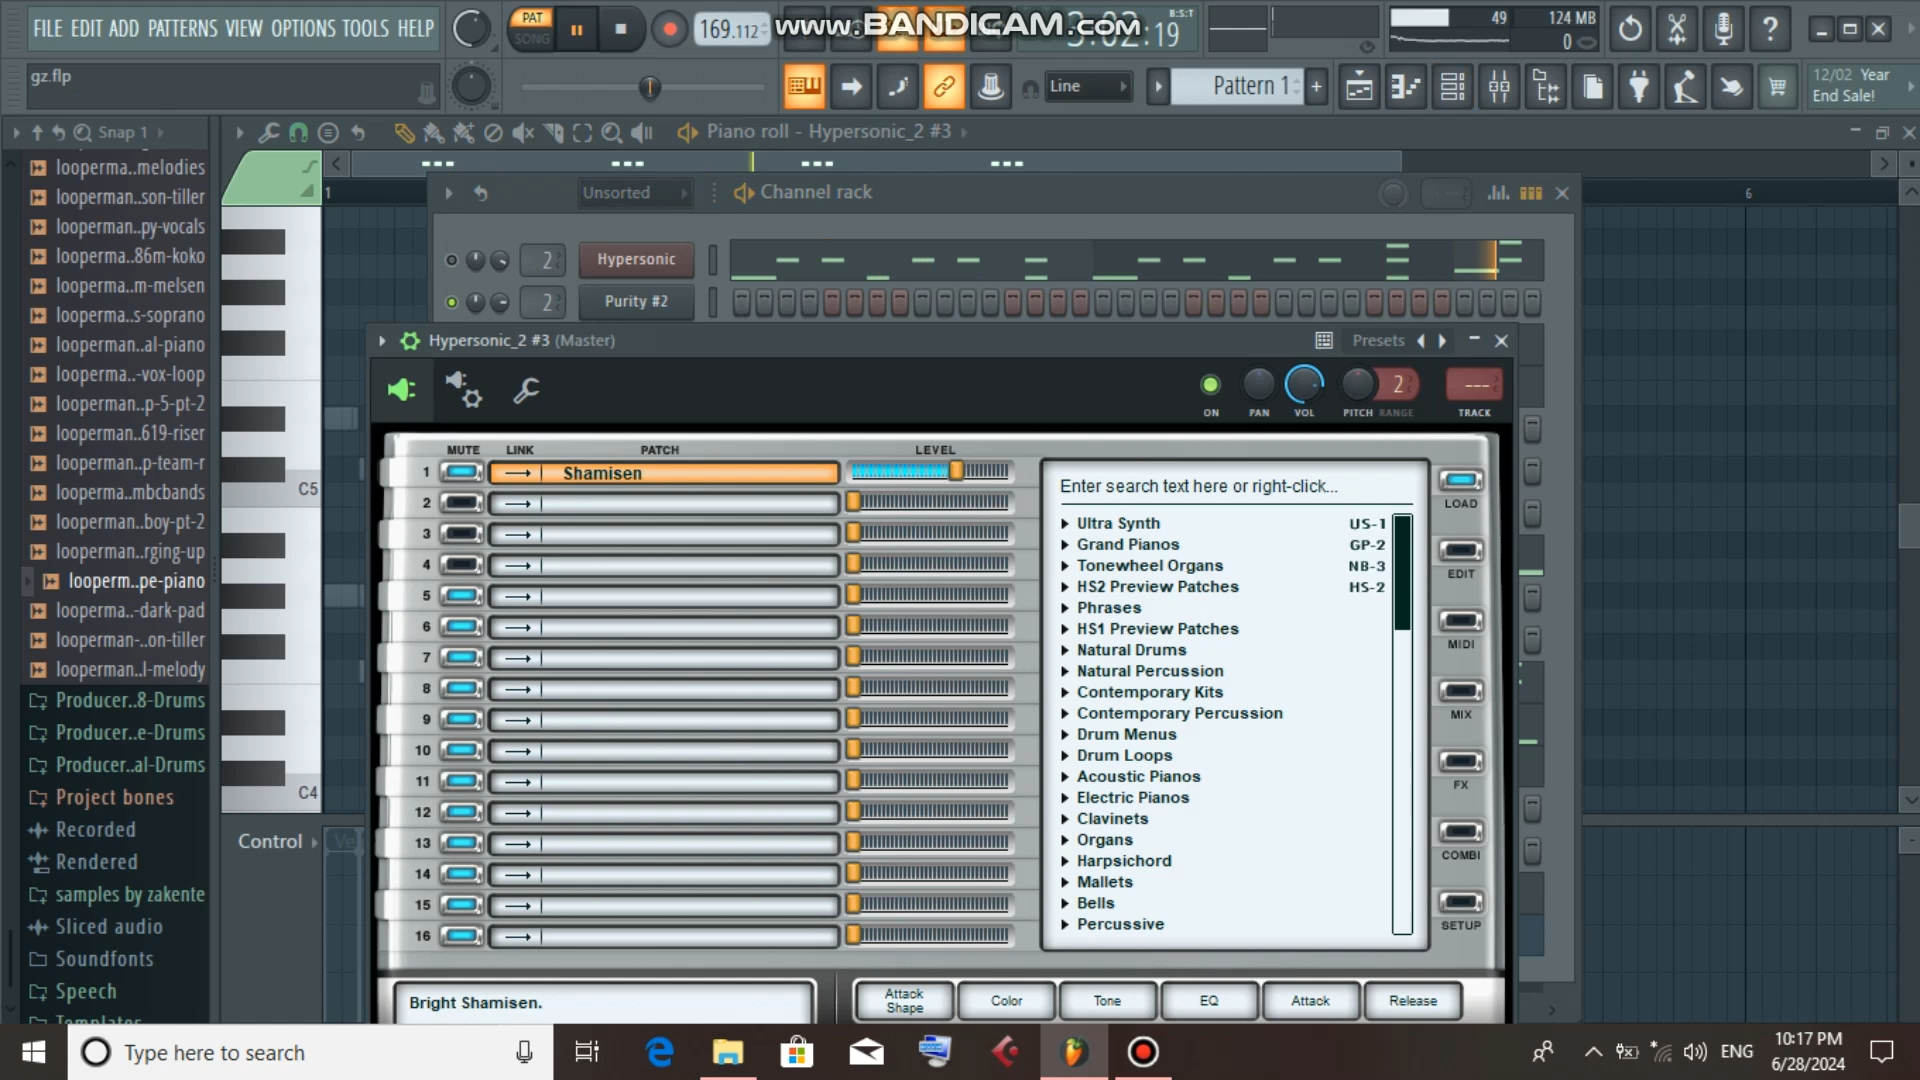 FILE EDIT ADD PATTERNS VIEW OPTIONS TOOLS HELP
PAT
SONG
169.112
www.BANDICAM.com
3:02:19
B:S:T
49
124 MB
0
gz.flp
Line
Pattern 1
12/02 Year
End Sale!
Snap 1
Piano roll - Hypersonic_2 #3
looperma..melodies
looperman..son-tiller
looperman..py-vocals
looperma..86m-koko
looperma..m-melsen
looperma..s-soprano
looperman..al-piano
looperma..-vox-loop
looperman..p-5-pt-2
looperman..619-riser
looperman..p-team-r
looperma..mbcbands
looperman..boy-pt-2
looperman..rging-up
looperm..pe-piano
looperma..-dark-pad
looperman-..on-tiller
looperman..l-melody
Producer..8-Drums
Producer..e-Drums
Producer..al-Drums
Project bones
Recorded
Rendered
samples by zakente
Sliced audio
Soundfonts
Speech
Templates
1
6
C5
C4
Control
Unsorted
Channel rack
2
Hypersonic
2
Purity #2
Hypersonic_2 #3 (Master)
Presets
ON
PAN
VOL
PITCH
2
RANGE
---
TRACK
MUTE
LINK
PATCH
LEVEL
1
Shamisen
2
3
4
5
6
7
8
9
10
11
12
13
14
15
16
Enter search text here or right-click...
Ultra Synth US-1
Grand Pianos GP-2
Tonewheel Organs NB-3
HS2 Preview Patches HS-2
Phrases
HS1 Preview Patches
Natural Drums
Natural Percussion
Contemporary Kits
Contemporary Percussion
Drum Menus
Drum Loops
Acoustic Pianos
Electric Pianos
Clavinets
Organs
Harpsichord
Mallets
Bells
Percussive
LOAD
EDIT
MIDI
MIX
FX
COMBI
SETUP
Bright Shamisen.
Attack
Shape
Color
Tone
EQ
Attack
Release
Type here to search
ENG
10:17 PM
6/28/2024